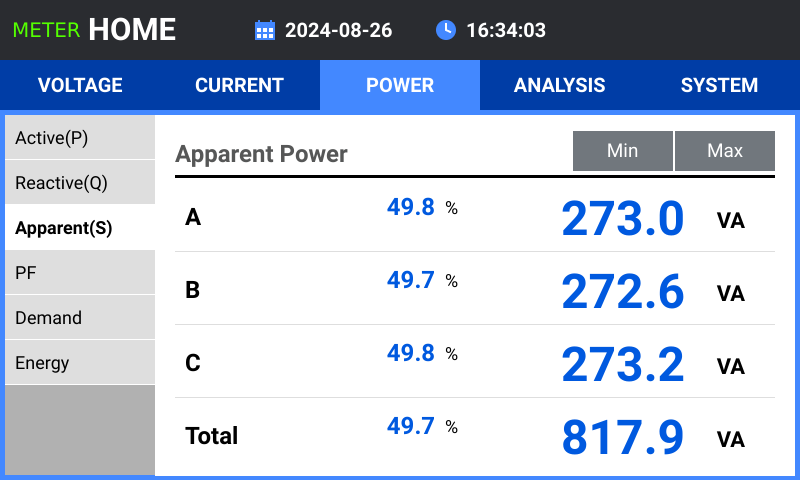 METER HOME 2024-08-26 16:34:03
VOLTAGE CURRENT POWER ANALYSIS SYSTEM
Active(P)
Reactive(Q)
Apparent(S)
PF
Demand
Energy
Apparent Power Min Max
A 49.8 % 273.0 VA
B 49.7 % 272.6 VA
C 49.8 % 273.2 VA
Total 49.7 % 817.9 VA